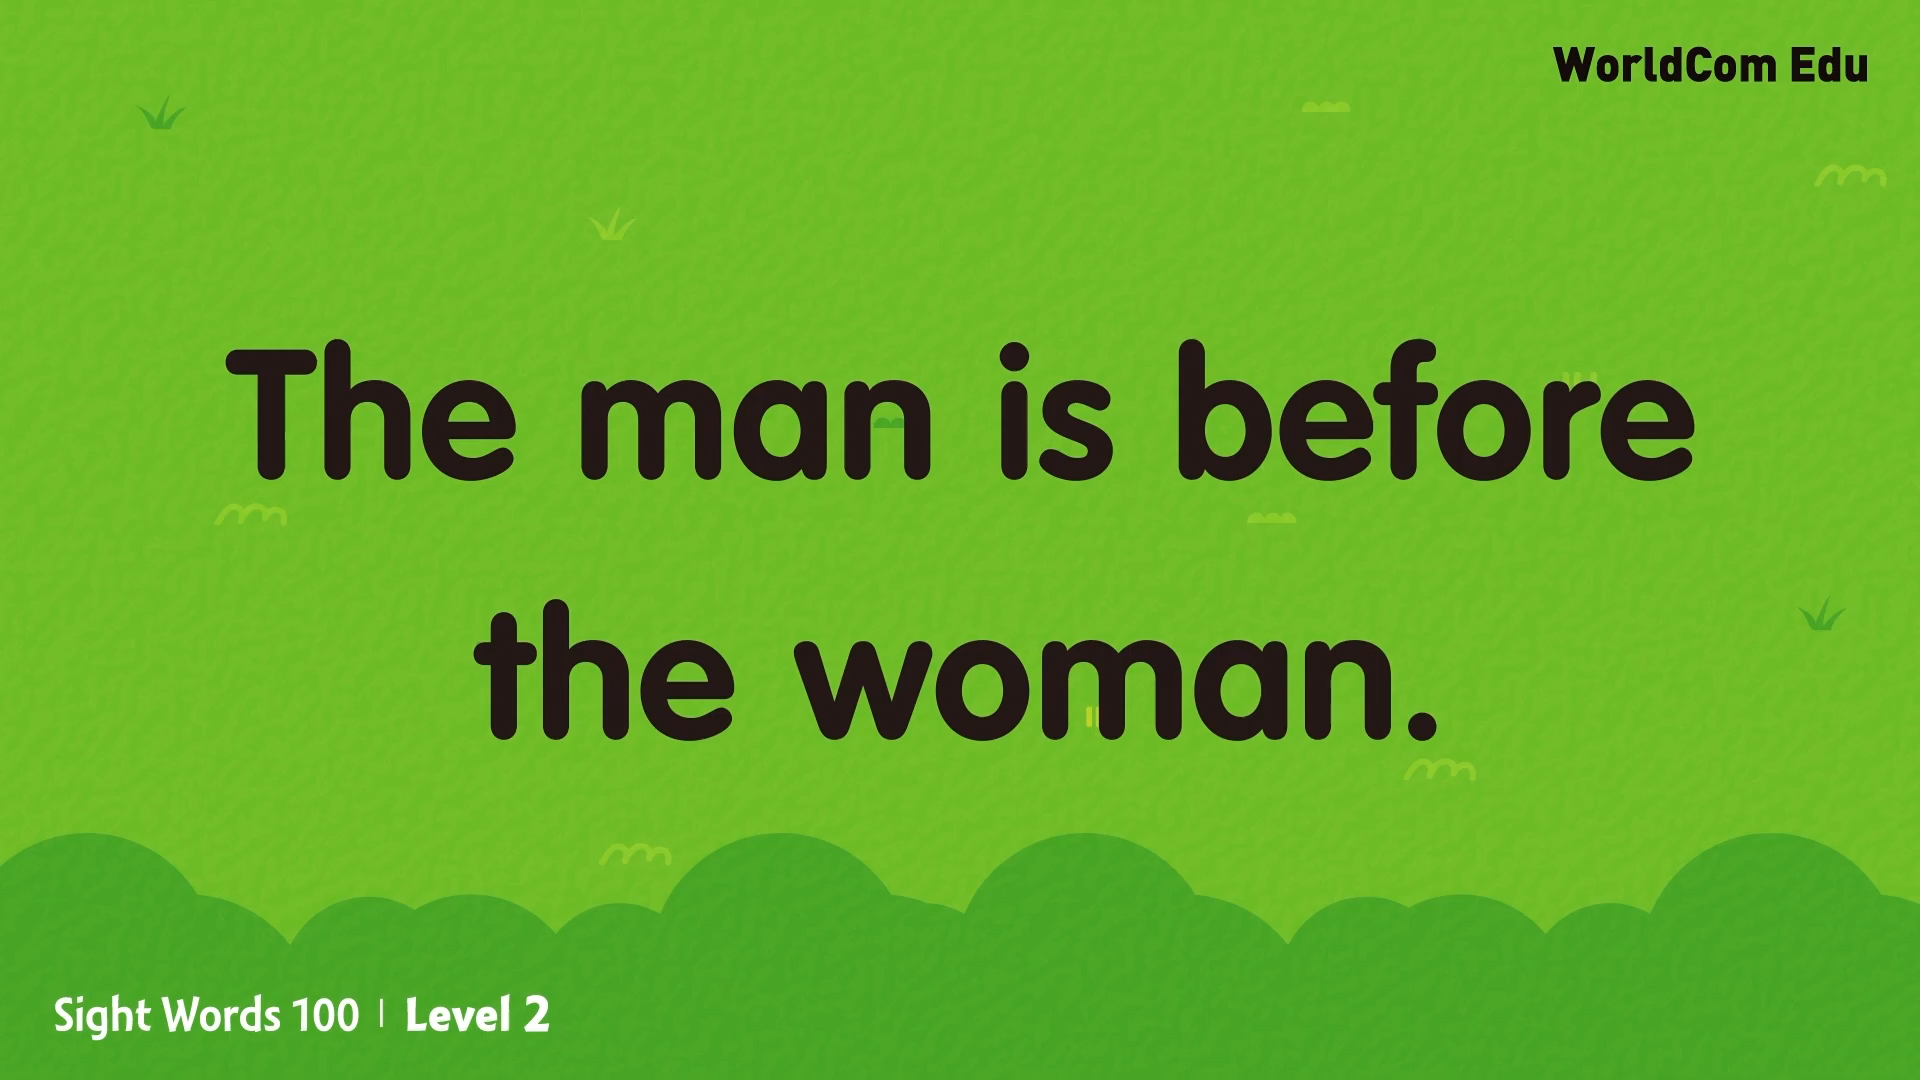 WorldCom Edu
The man is before
the woman.
Sight Words 100 | Level 2